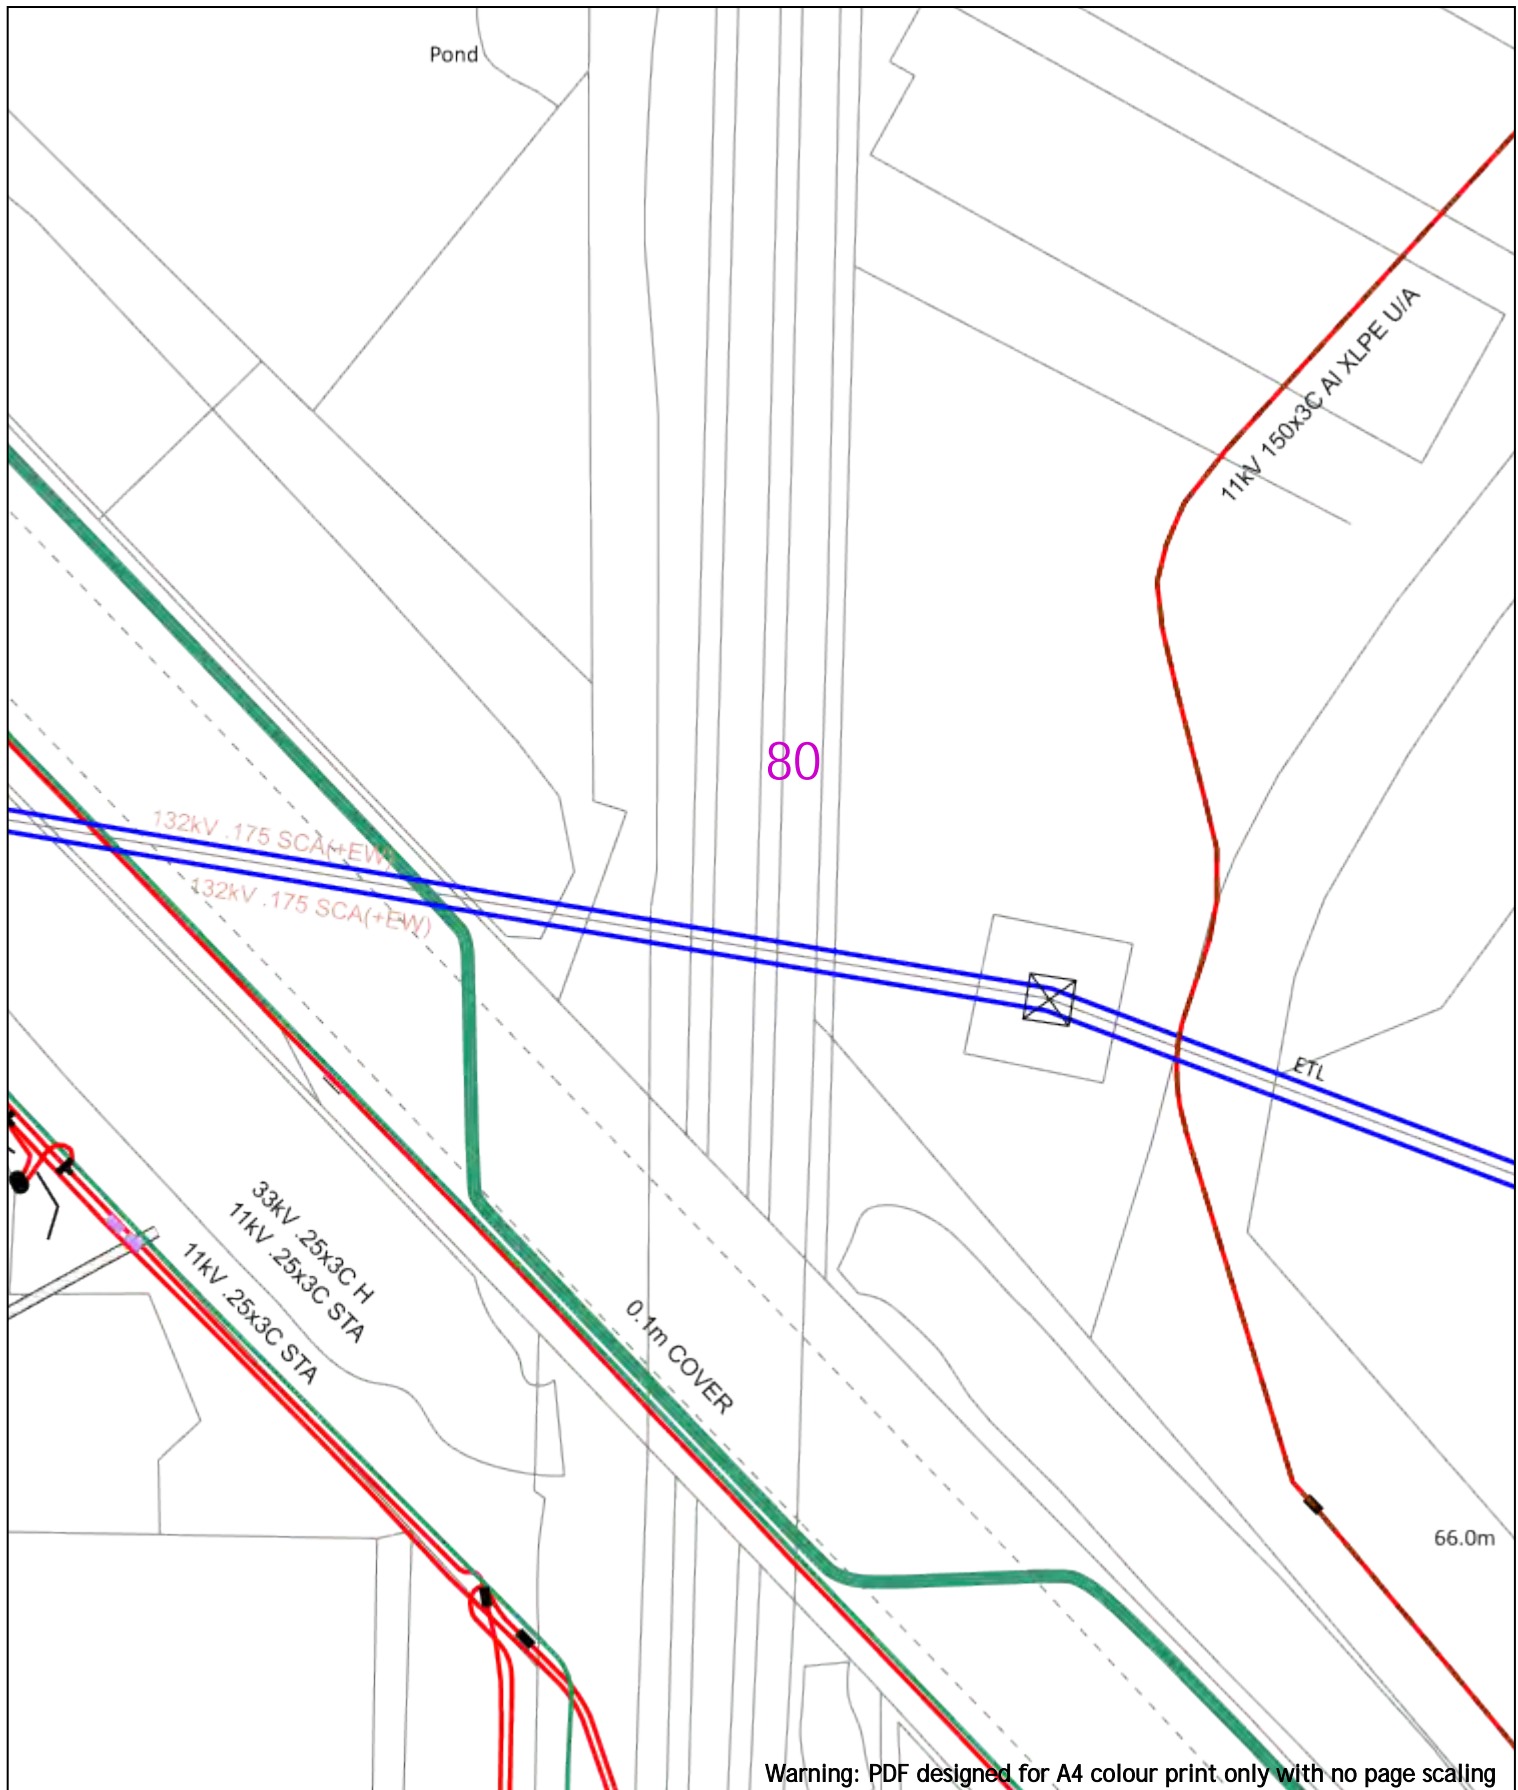 Pond
11kV 150x3C Al XLPE U/A
80
132kV .175 SCA(+EW)
132kV .175 SCA(+EW)
ETL
33kV .25x3C H
11kV .25x3C STA
11kV .25x3C STA
0.1m COVER
66.0m
Warning: PDF designed for A4 colour print only with no page scaling